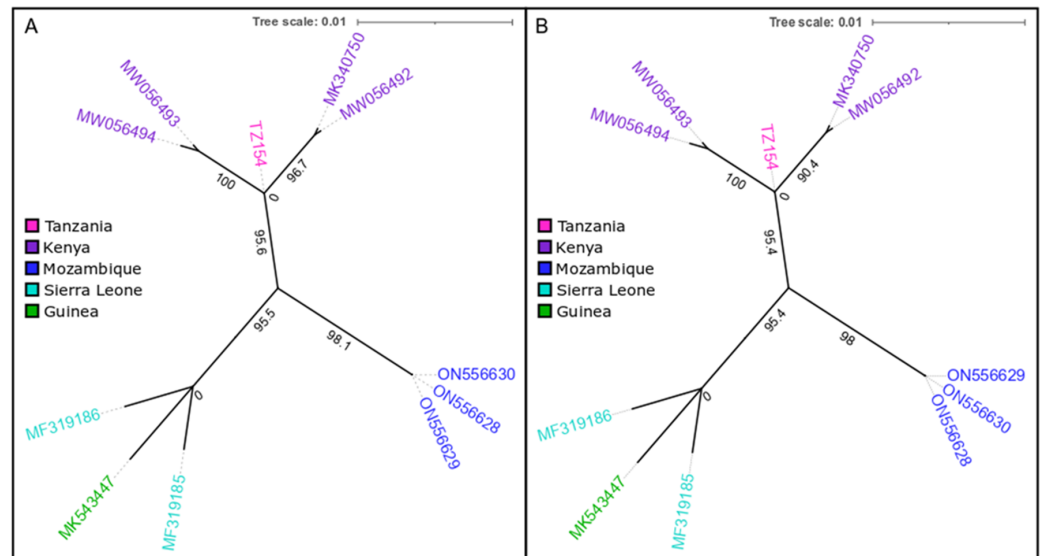 A
Tree scale: 0.01
MK340750
MW056492
MW056493
MW056494
TZ154
96.7
100
0
95.6
Tanzania
Kenya
Mozambique
Sierra Leone
Guinea
95.5
98.1
ON556630
ON556628
ON556629
0
MF319186
MK543447
MF319185
B
Tree scale: 0.01
MK340750
MW056492
MW056493
MW056494
TZ154
90.4
100
0
95.4
Tanzania
Kenya
Mozambique
Sierra Leone
Guinea
95.4
98
ON556629
ON556630
ON556628
0
MF319186
MK543447
MF319185